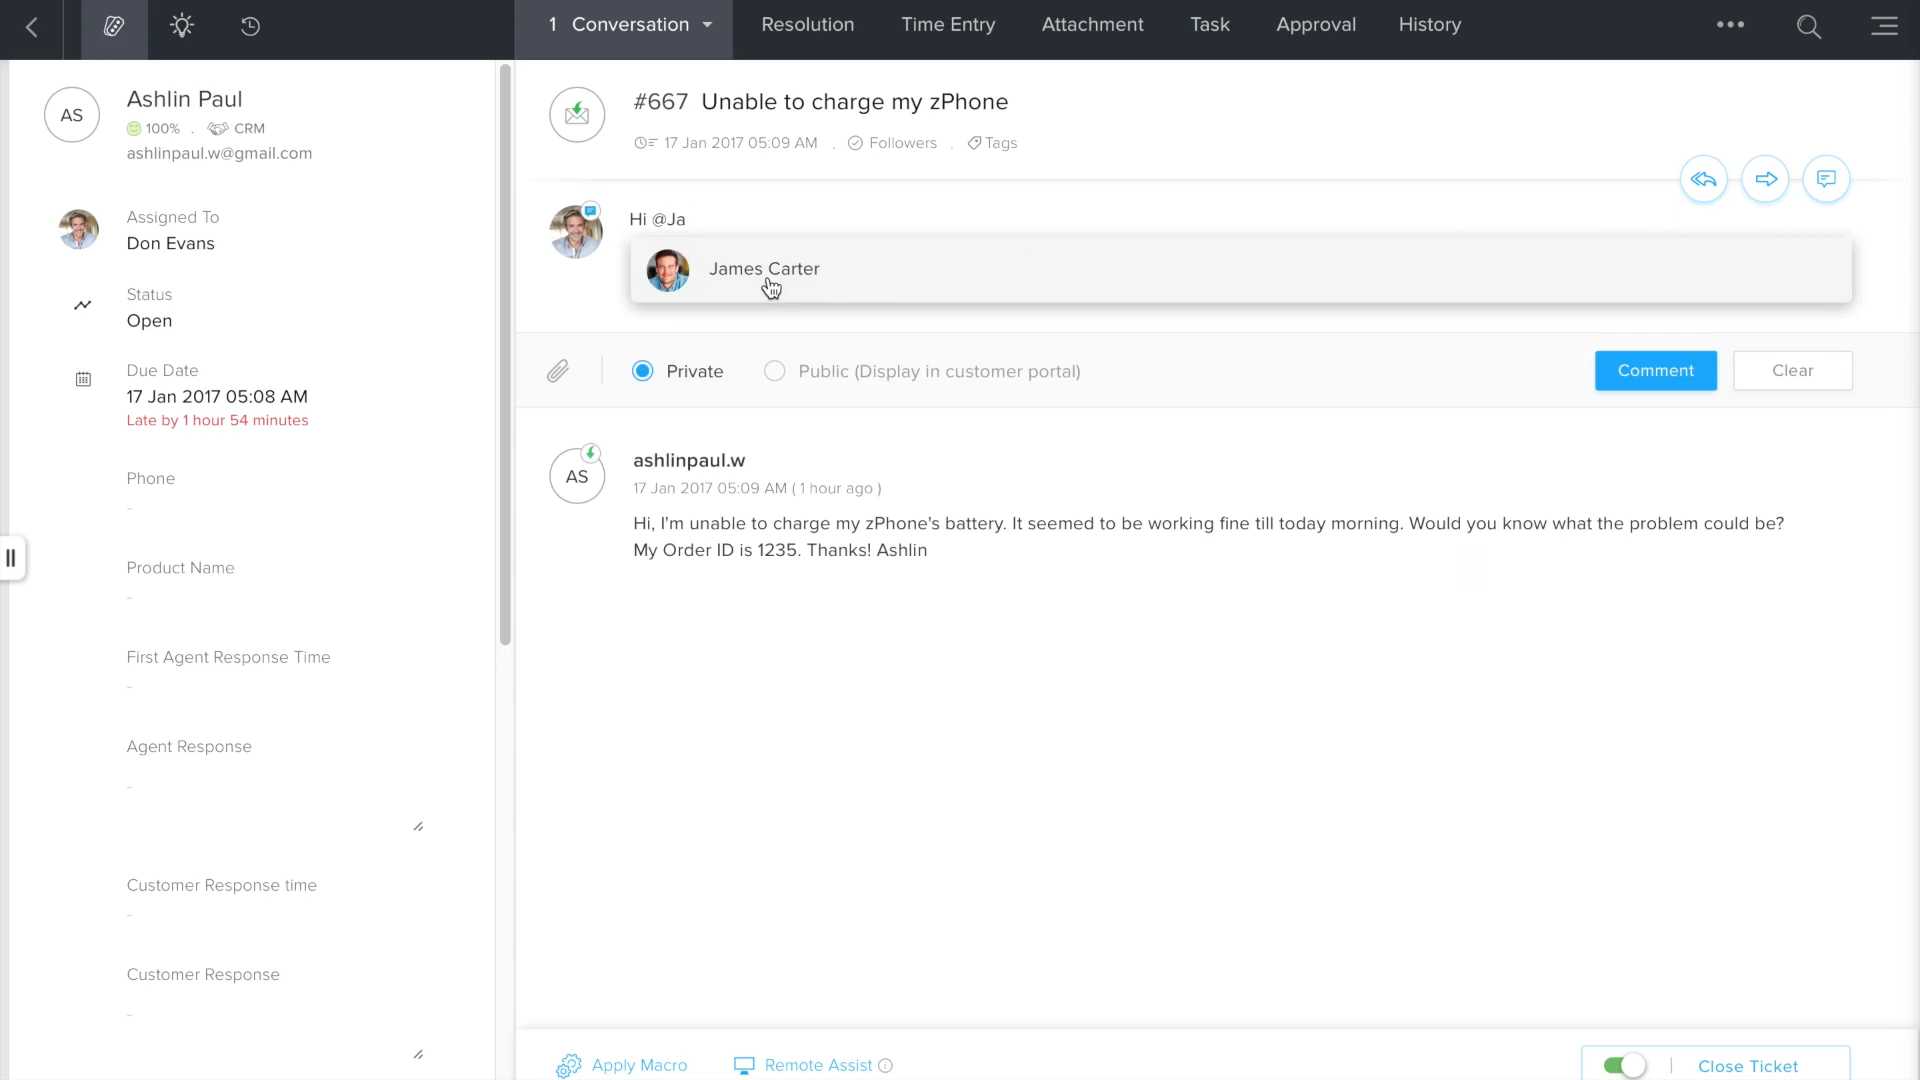 1 Conversation
Resolution
Time Entry
Attachment
Task
Approval
History
AS
Ashlin Paul
100% . CRM
ashlinpaul.w@gmail.com
Assigned To
Don Evans
Status
Open
Due Date
17 Jan 2017 05:08 AM
Late by 1 hour 54 minutes
Phone
-
Product Name
-
First Agent Response Time
-
Agent Response
-
Customer Response time
-
Customer Response
-
#667 Unable to charge my zPhone
17 Jan 2017 05:09 AM . Followers . Tags
Hi @Ja
James Carter
Private
Public (Display in customer portal)
Comment
Clear
AS
ashlinpaul.w
17 Jan 2017 05:09 AM ( 1 hour ago )
Hi, I'm unable to charge my zPhone's battery. It seemed to be working fine till today morning. Would you know what the problem could be?
My Order ID is 1235. Thanks! Ashlin
Apply Macro
Remote Assist
Close Ticket